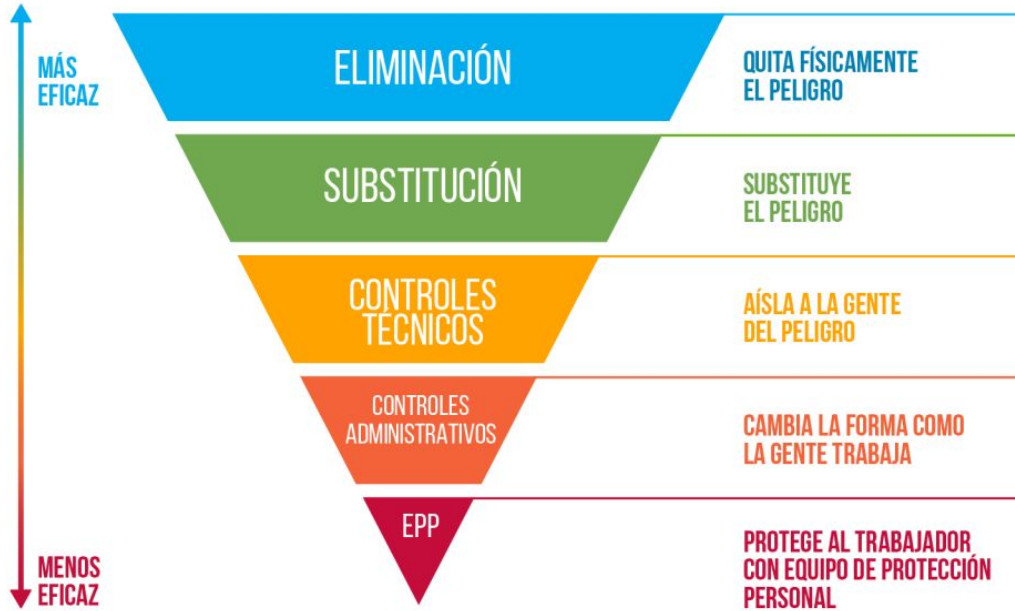 MÁS
EFICAZ
ELIMINACIÓN
QUITA FÍSICAMENTE
EL PELIGRO
SUBSTITUCIÓN
SUBSTITUYE
EL PELIGRO
CONTROLES
TÉCNICOS
AÍSLA A LA GENTE
DEL PELIGRO
CONTROLES
ADMINISTRATIVOS
CAMBIA LA FORMA COMO
LA GENTE TRABAJA
EPP
PROTEGE AL TRABAJADOR
CON EQUIPO DE PROTECCIÓN
PERSONAL
MENOS
EFICAZ